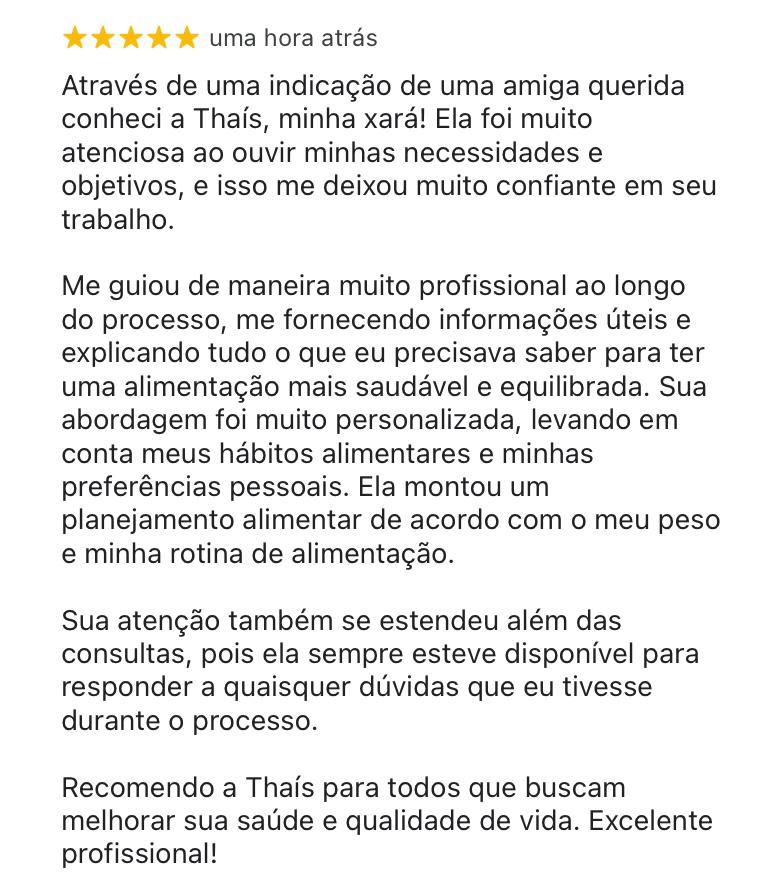 uma hora atrás
Através de uma indicação de uma amiga querida
conheci a Thaís, minha xará! Ela foi muito
atenciosa ao ouvir minhas necessidades e
objetivos, e isso me deixou muito confiante em seu
trabalho.
Me guiou de maneira muito profissional ao longo
do processo, me fornecendo informações úteis e
explicando tudo o que eu precisava saber para ter
uma alimentação mais saudável e equilibrada. Sua
abordagem foi muito personalizada, levando em
conta meus hábitos alimentares e minhas
preferências pessoais. Ela montou um
planejamento alimentar de acordo com o meu peso
e minha rotina de alimentação.
Sua atenção também se estendeu além das
consultas, pois ela sempre esteve disponível para
responder a quaisquer dúvidas que eu tivesse
durante o processo.
Recomendo a Thaís para todos que buscam
melhorar sua saúde e qualidade de vida. Excelente
profissional!